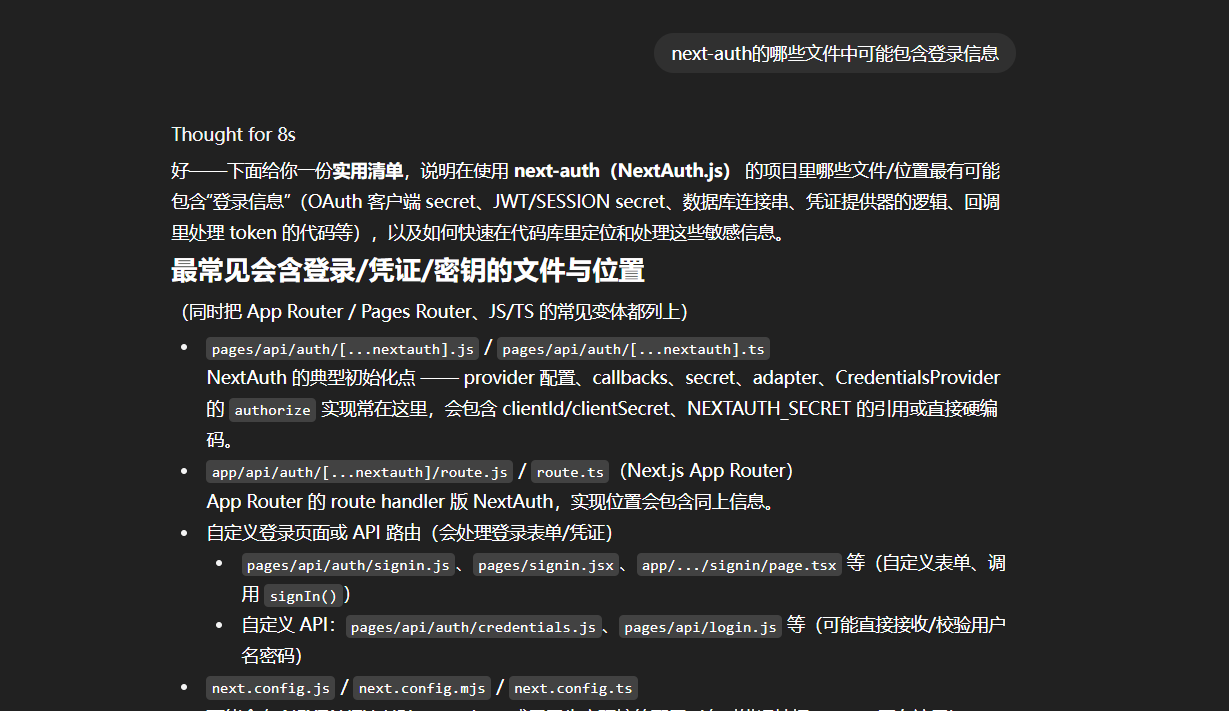 next-auth的哪些文件中可能包含登录信息
Thought for 8s
好——下面给你一份实用清单，说明在使用 next-auth（NextAuth.js） 的项目里哪些文件/位置最有可能
包含“登录信息”（OAuth 客户端 secret、JWT/SESSION secret、数据库连接串、凭证提供器的逻辑、回调
里处理 token 的代码等），以及如何快速在代码库里定位和处理这些敏感信息。
最常见会含登录/凭证/密钥的文件与位置
（同时把 App Router / Pages Router、JS/TS 的常见变体都列上）
• pages/api/auth/[...nextauth].js / pages/api/auth/[...nextauth].ts
NextAuth 的典型初始化点 —— provider 配置、callbacks、secret、adapter、CredentialsProvider
的 authorize 实现常在这里，会包含 clientId/clientSecret、NEXTAUTH_SECRET 的引用或直接硬编
码。
• app/api/auth/[...nextauth]/route.js / route.ts（Next.js App Router）
App Router 的 route handler 版 NextAuth，实现位置会包含同上信息。
• 自定义登录页面或 API 路由（会处理登录表单/凭证）
• pages/api/auth/signin.js、pages/signin.jsx、app/.../signin/page.tsx 等（自定义表单、调
用 signIn()）
• 自定义 API：pages/api/auth/credentials.js、pages/api/login.js 等（可能直接接收/校验用户
名密码）
• next.config.js / next.config.mjs / next.config.ts